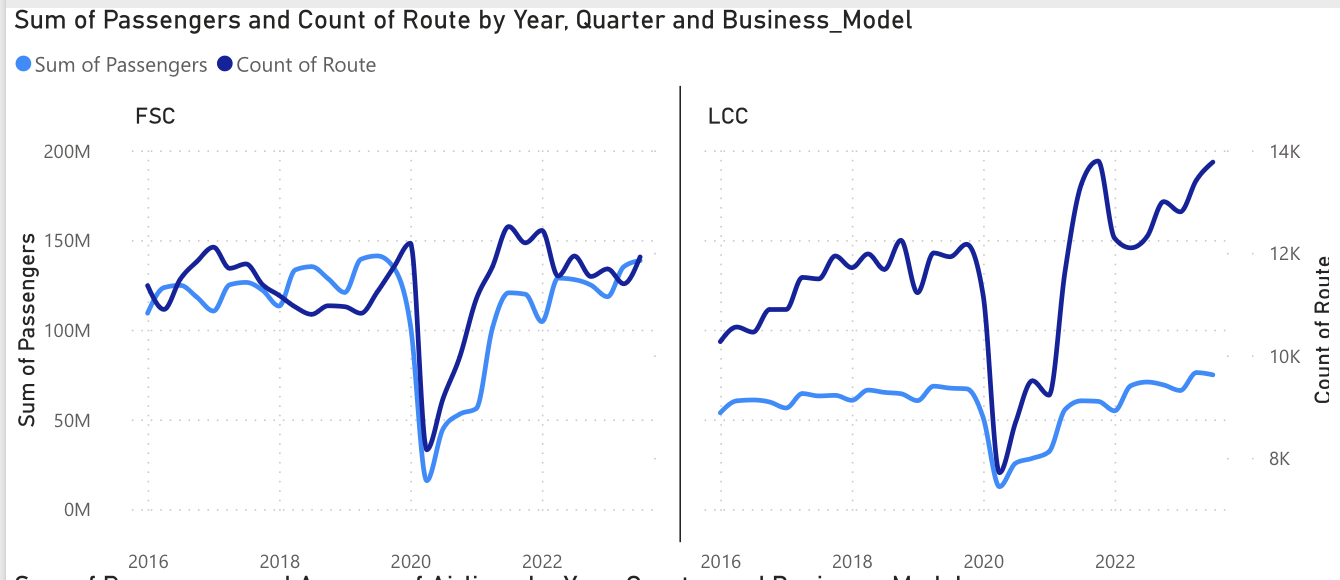 Sum of Passengers and Count of Route by Year, Quarter and Business_Model
Sum of Passengers Count of Route
FSC
LCC
Sum of Passengers
200M
150M
100M
50M
0M
14K
12K
10K
8K
Count of Route
2016 2018 2020 2022
2016 2018 2020 2022